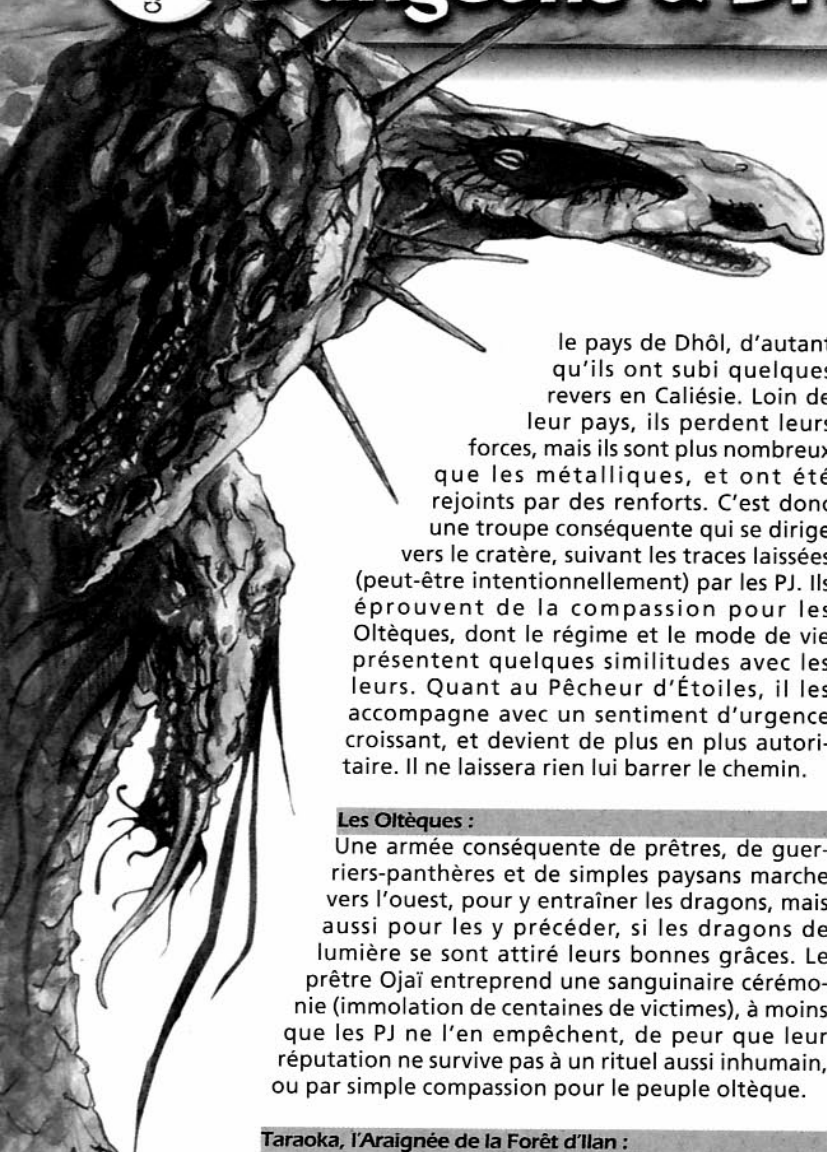 Dungeons & Dr
le pays de Dhôl, d'autant
qu'ils ont subi quelques
revers en Caliésie. Loin de
leur pays, ils perdent leurs
forces, mais ils sont plus nombreux
que les métalliques, et ont été
rejoints par des renforts. C'est donc
une troupe conséquente qui se dirige
vers le cratère, suivant les traces laissées
(peut-être intentionnellement) par les PJ. Ils
éprouvent de la compassion pour les
Oltèques, dont le régime et le mode de vie
présentent quelques similitudes avec les
leurs. Quant au Pêcheur d'Étoiles, il les
accompagne avec un sentiment d'urgence
croissant, et devient de plus en plus autori-
taire. Il ne laissera rien lui barrer le chemin.
Les Oltèques :
Une armée conséquente de prêtres, de guer-
riers-panthères et de simples paysans marche
vers l'ouest, pour y entraîner les dragons, mais
aussi pour les y précéder, si les dragons de
lumière se sont attiré leurs bonnes grâces. Le
prêtre Ojaï entreprend une sanguinaire cérémo-
nie (immolation de centaines de victimes), à moins
que les PJ ne l'en empêchent, de peur que leur
réputation ne survive pas à un rituel aussi inhumain,
ou par simple compassion pour le peuple oltèque.
Taraoka, l'Araignée de la Forêt d'Ilan :